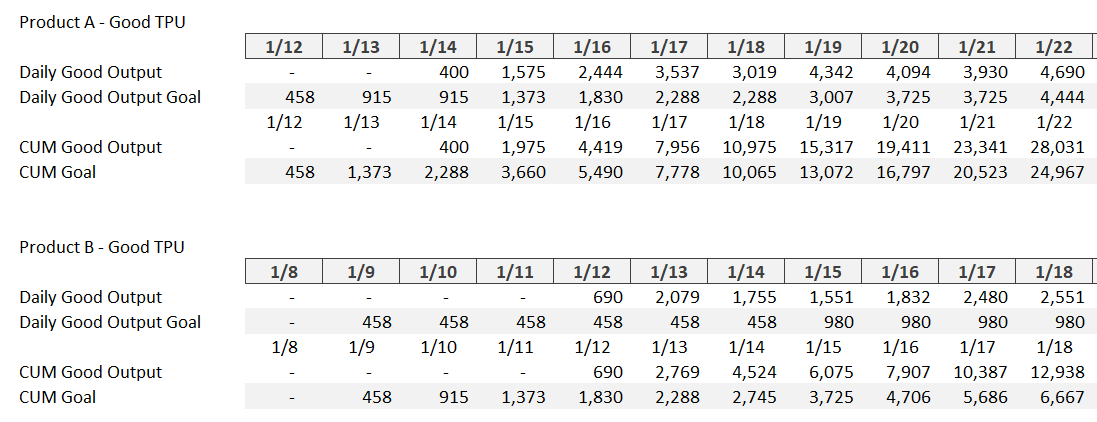 Product A - Good TPU
1/12 1/13 1/14 1/15 1/16 1/17 1/18 1/19 1/20 1/21 1/22
Daily Good Output - - 400 1,575 2,444 3,537 3,019 4,342 4,094 3,930 4,690
Daily Good Output Goal 458 915 915 1,373 1,830 2,288 2,288 3,007 3,725 3,725 4,444
1/12 1/13 1/14 1/15 1/16 1/17 1/18 1/19 1/20 1/21 1/22
CUM Good Output - - 400 1,975 4,419 7,956 10,975 15,317 19,411 23,341 28,031
CUM Goal 458 1,373 2,288 3,660 5,490 7,778 10,065 13,072 16,797 20,523 24,967
Product B - Good TPU
1/8 1/9 1/10 1/11 1/12 1/13 1/14 1/15 1/16 1/17 1/18
Daily Good Output - - - - 690 2,079 1,755 1,551 1,832 2,480 2,551
Daily Good Output Goal - 458 458 458 458 458 458 980 980 980 980
1/8 1/9 1/10 1/11 1/12 1/13 1/14 1/15 1/16 1/17 1/18
CUM Good Output - - - - 690 2,769 4,524 6,075 7,907 10,387 12,938
CUM Goal - 458 915 1,373 1,830 2,288 2,745 3,725 4,706 5,686 6,667